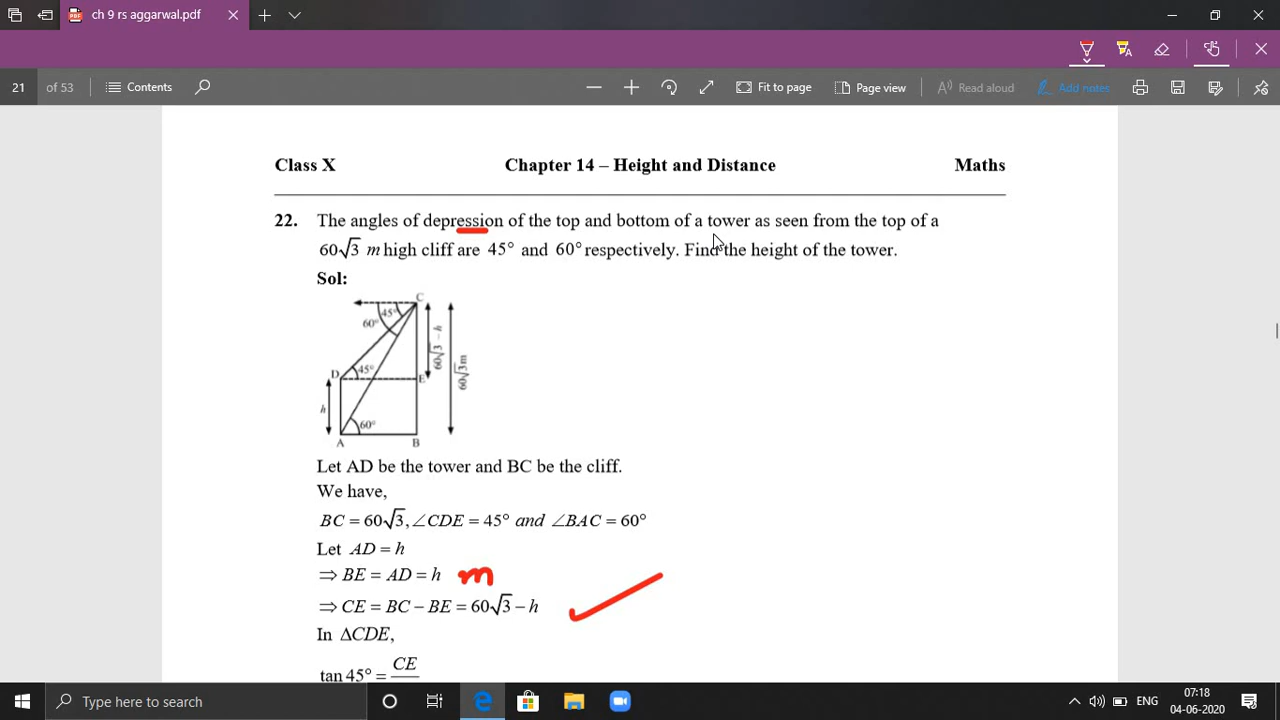 ch 9 rs aggarwal.pdf
21 of 53 Contents Fit to page Page view Read aloud Add notes
Class X Chapter 14 – Height and Distance Maths
22. The angles of depression of the top and bottom of a tower as seen from the top of a
60√3 m high cliff are 45° and 60° respectively. Find the height of the tower.
Sol:
C
45°
60°
60√3 – h
60√3m
D 45° E
h
60°
A B
Let AD be the tower and BC be the cliff.
We have,
BC = 60√3, ∠CDE = 45° and ∠BAC = 60°
Let AD = h
⇒ BE = AD = h m
⇒ CE = BC – BE = 60√3 – h
In ΔCDE,
tan 45° = CE
Type here to search
ENG
07:18
04-06-2020